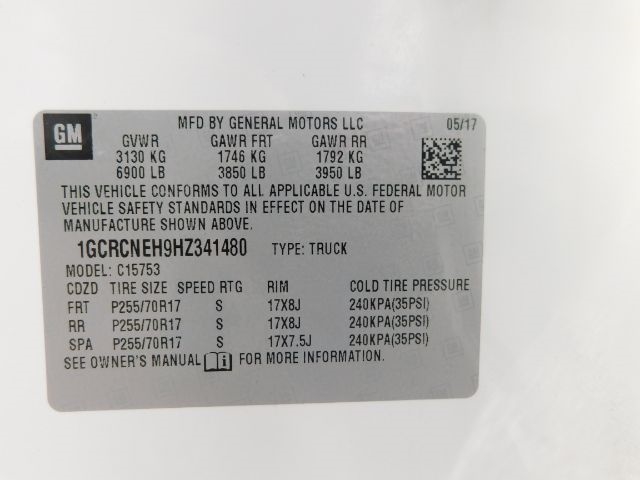 GM
MFD BY GENERAL MOTORS LLC 05/17
GVWR GAWR FRT GAWR RR
3130 KG 1746 KG 1792 KG
6900 LB 3850 LB 3950 LB
THIS VEHICLE CONFORMS TO ALL APPLICABLE U.S. FEDERAL MOTOR
VEHICLE SAFETY STANDARDS IN EFFECT ON THE DATE OF
MANUFACTURE SHOWN ABOVE.
1GCRCNEH9HZ341480 TYPE: TRUCK
MODEL: C15753
CDZD TIRE SIZE SPEED RTG RIM COLD TIRE PRESSURE
FRT P255/70R17 S 17X8J 240KPA(35PSI)
RR P255/70R17 S 17X8J 240KPA(35PSI)
SPA P255/70R17 S 17X7.5J 240KPA(35PSI)
SEE OWNER'S MANUAL FOR MORE INFORMATION.